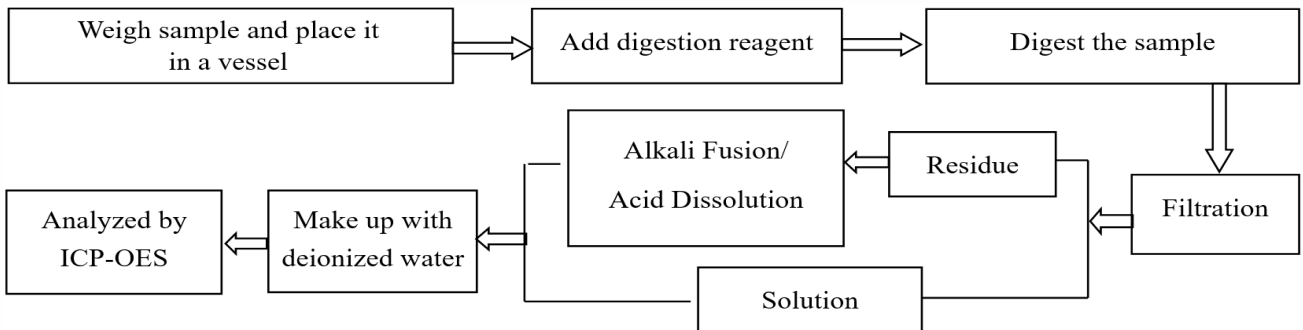 Weigh sample and place it
in a vessel
Add digestion reagent
Digest the sample
Filtration
Residue
Alkali Fusion/
Acid Dissolution
Solution
Make up with
deionized water
Analyzed by
ICP-OES